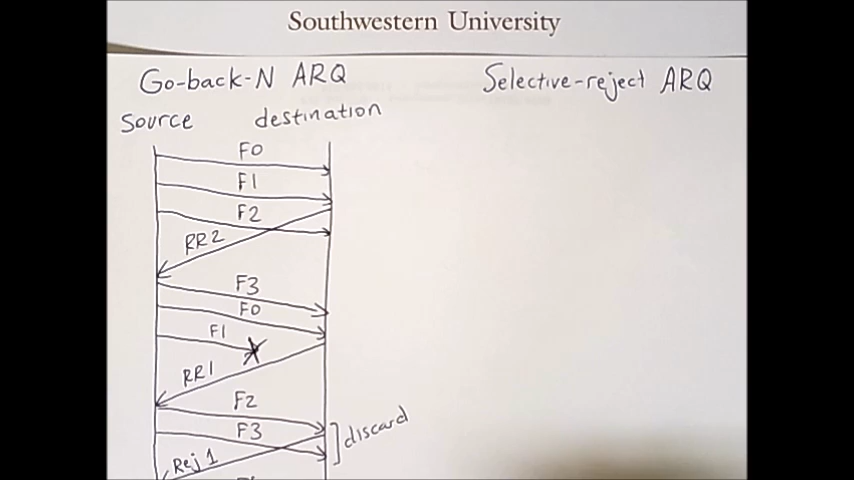 Southwestern University
Go-back-N ARQ
Selective-reject ARQ
Source destination
F0
F1
F2
RR2
F3
F0
F1
RR1
F2
F3
discard
Rej 1